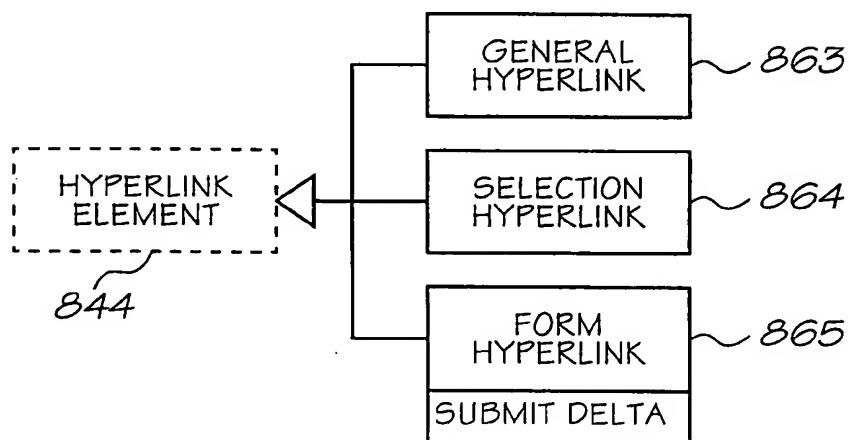 GENERAL
HYPERLINK
863
HYPERLINK
ELEMENT
844
SELECTION
HYPERLINK
864
FORM
HYPERLINK
865
SUBMIT DELTA